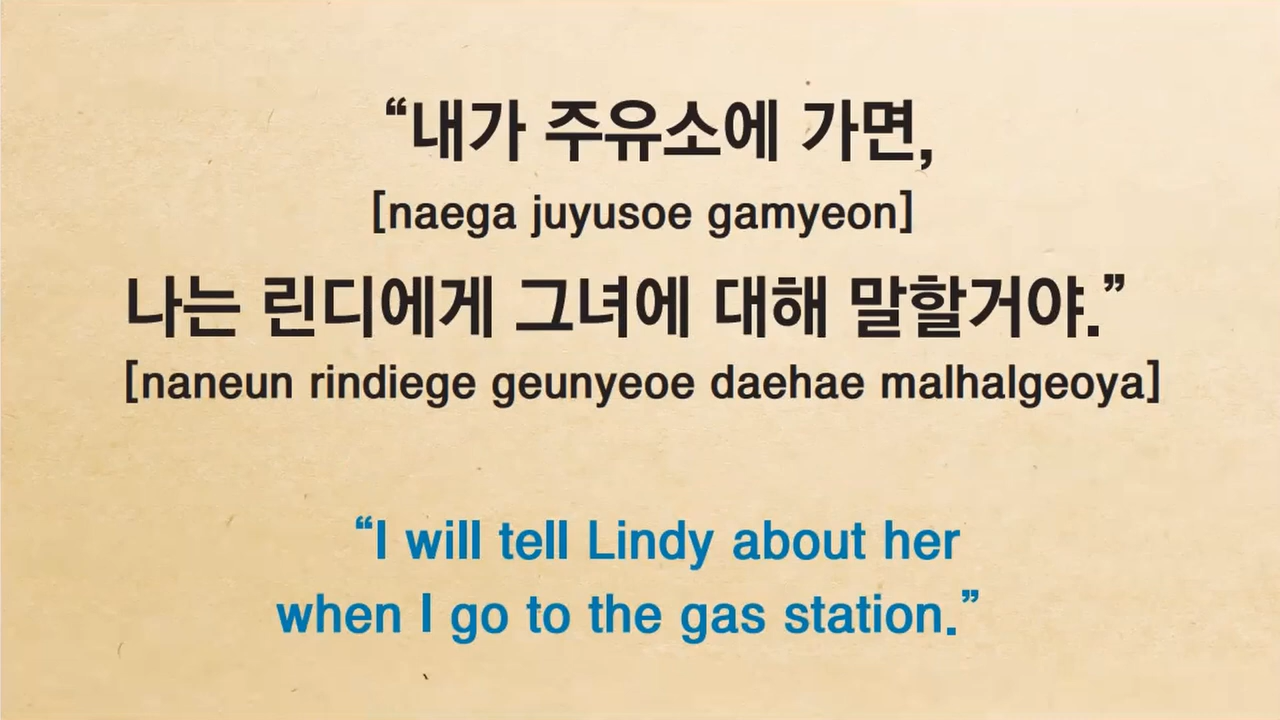 “내가 주유소에 가면,
[naega juyusoe gamyeon]
나는 린디에게 그녀에 대해 말할거야.”
[naneun rindiege geunyeoe daehae malhalgeoya]
“I will tell Lindy about her
when I go to the gas station.”